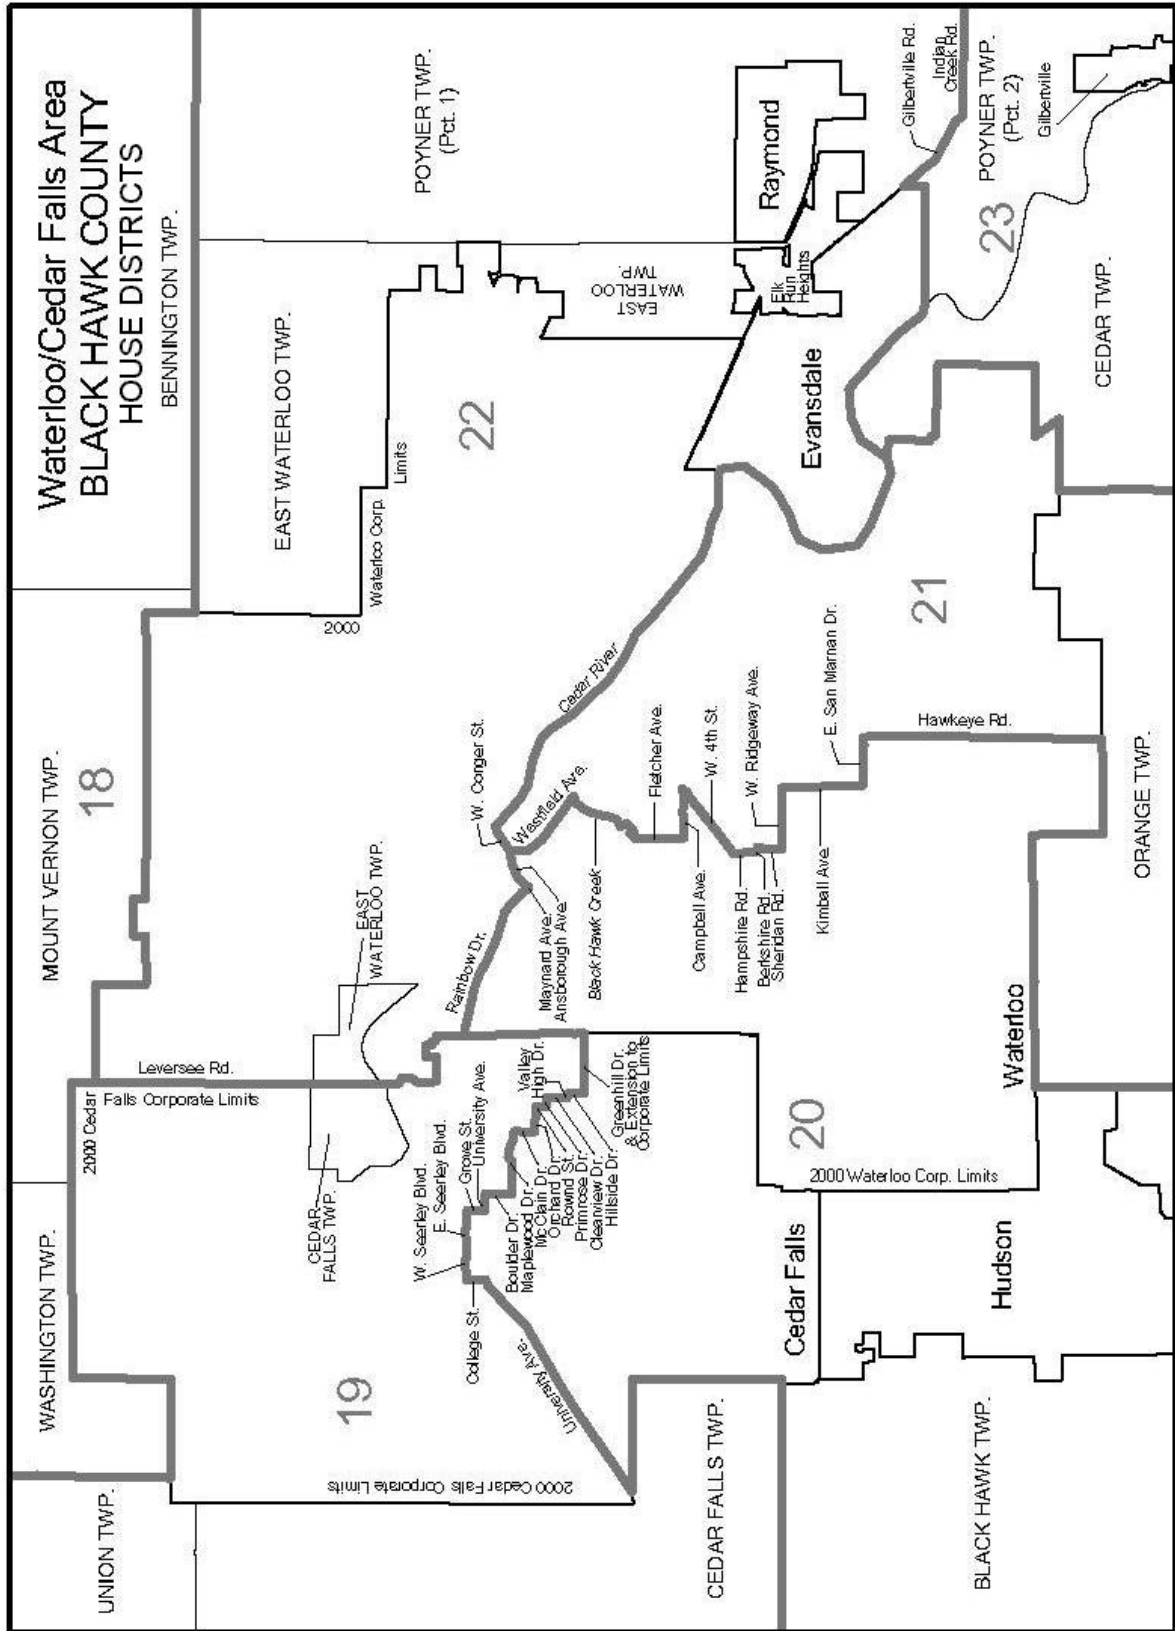 Waterloo/Cedar Falls Area
BLACK HAWK COUNTY
HOUSE DISTRICTS
UNION TWP.
WASHINGTON TWP.
MOUNT VERNON TWP.
18
BENNINGTON TWP.
2000 Cedar
Falls Corporate Limits
Leversee Rd.
2000
Waterloo Corp.
Limits
EAST WATERLOO TWP.
POYNER TWP.
(Pct. 1)
CEDAR
FALLS TWP.
EAST
WATERLOO TWP.
19
22
W. Seerley Blvd.
E. Seerley Blvd.
Grove St.
University Ave.
College St.
Rainbow Dr.
W. Conger St.
Cedar River
Westfield Ave.
Maynard Ave.
Ansborough Ave.
Black Hawk Creek
Valley
High Dr.
Boulder Dr.
Maplewood Dr.
McClain Dr.
Orchard Dr.
Rownd St.
Primrose Dr.
Clearview Dr.
Hillside Dr.
Greenhill Dr.
& Extension to
Corporate Limits
University Ave.
2000 Cedar Falls Corporate Limits
Fletcher Ave.
Campbell Ave.
W. 4th St.
Hampshire Rd.
Berkshire Rd.
Sheridan Rd.
W. Ridgeway Ave.
Kimball Ave.
E. San Marnan Dr.
Hawkeye Rd.
EAST
WATERLOO
TWP.
Raymond
Elk
Run
Heights
Evansdale
Gilbertville Rd.
Indian
Creek Rd.
POYNER TWP.
(Pct. 2)
23
Gilbertville
CEDAR TWP.
21
CEDAR FALLS TWP.
Cedar Falls
20
2000 Waterloo Corp. Limits
Waterloo
Hudson
BLACK HAWK TWP.
ORANGE TWP.